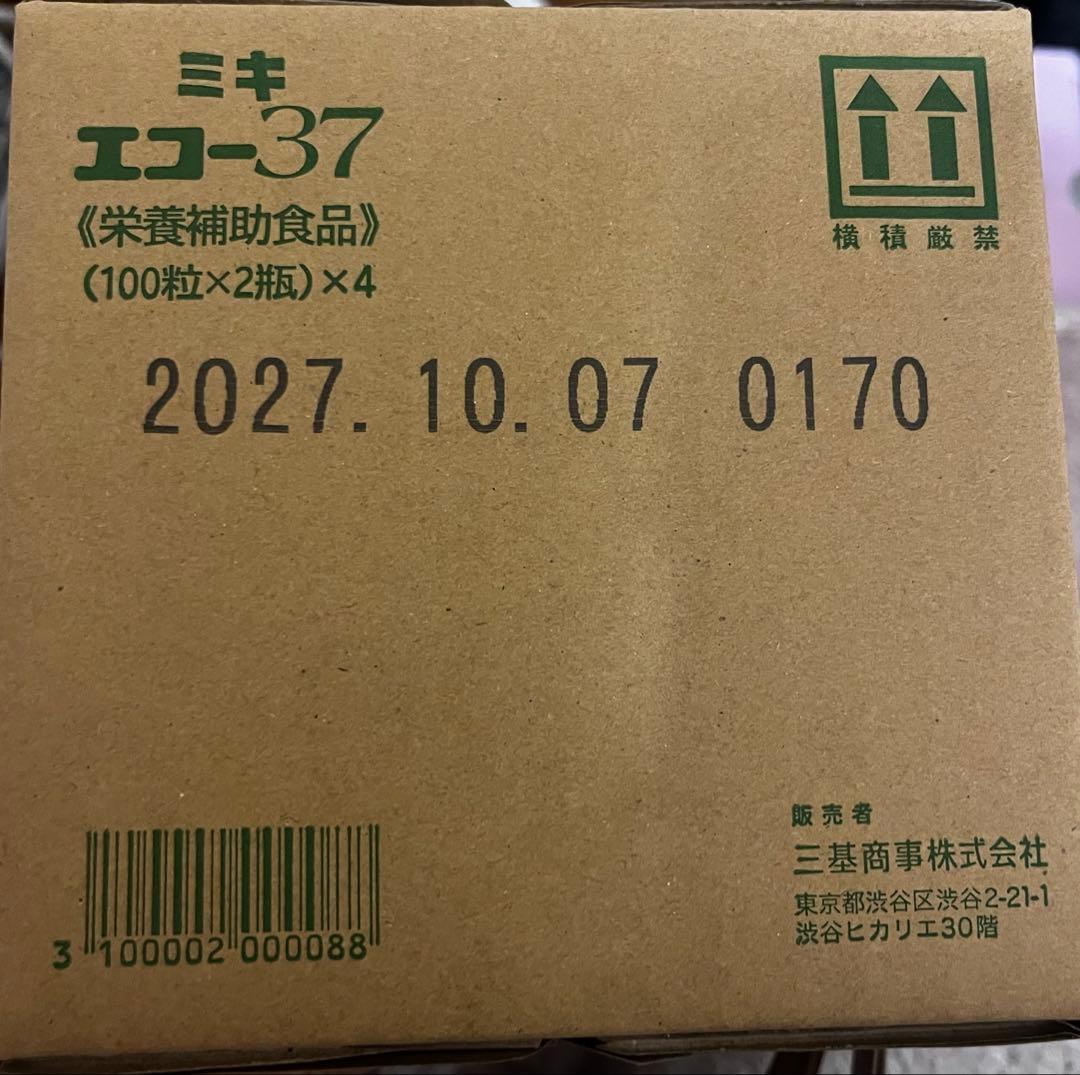 ミキ
エコー37
《栄養補助食品》
(100粒×2瓶)×4
横積厳禁
2027.10.07 0170
3 100002 000088
販売者
三基商事株式会社
東京都渋谷区渋谷2-21-1
渋谷ヒカリエ30階